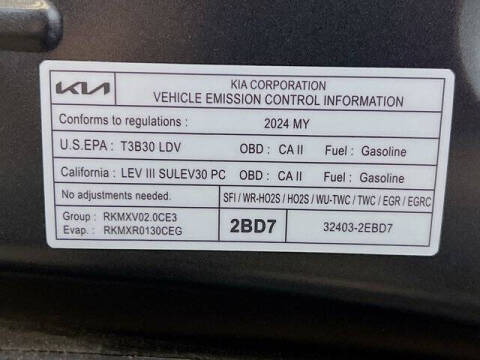 KIA
KIA CORPORATION
VEHICLE EMISSION CONTROL INFORMATION
Conforms to regulations : 2024 MY
U.S.EPA : T3B30 LDV OBD : CA II Fuel : Gasoline
California : LEV III SULEV30 PC OBD : CA II Fuel : Gasoline
No adjustments needed. SFI / WR-HO2S / HO2S / WU-TWC / TWC / EGR / EGRC
Group : RKMXV02.0CE3
Evap. : RKMXR0130CEG
2BD7 32403-2EBD7